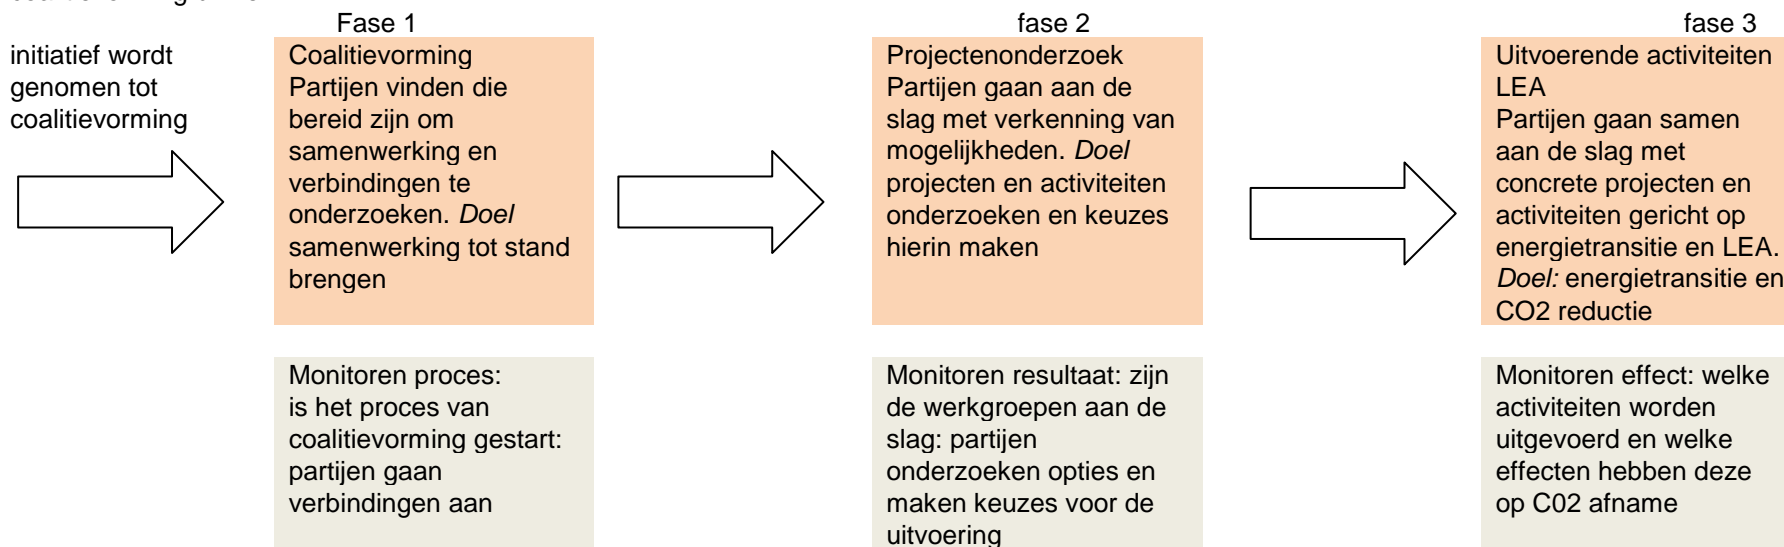 Fase 1
fase 2
fase 3
initiatief wordt
genomen tot
coalitievorming
Coalitievorming
Partijen vinden die
bereid zijn om
samenwerking en
verbindingen te
onderzoeken. Doel
samenwerking tot stand
brengen
Projectenonderzoek
Partijen gaan aan de
slag met verkenning van
mogelijkheden. Doel
projecten en activiteiten
onderzoeken en keuzes
hierin maken
Uitvoerende activiteiten
LEA
Partijen gaan samen
aan de slag met
concrete projecten en
activiteiten gericht op
energietransitie en LEA.
Doel: energietransitie en
CO2 reductie
Monitoren proces:
is het proces van
coalitievorming gestart:
partijen gaan
verbindingen aan
Monitoren resultaat: zijn
de werkgroepen aan de
slag: partijen
onderzoeken opties en
maken keuzes voor de
uitvoering
Monitoren effect: welke
activiteiten worden
uitgevoerd en welke
effecten hebben deze
op C02 afname